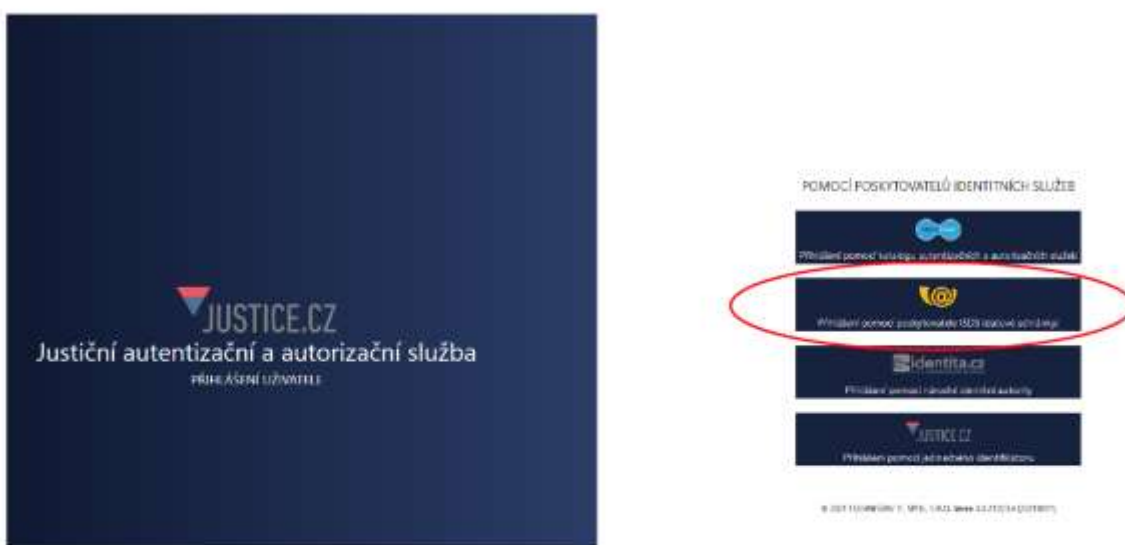 JUSTICE.CZ
Justiční autentizační a autorizační služba
PŘIHLÁŠENÍ UŽIVATELE
POMOCÍ POSKYTOVATELŮ IDENTITNÍCH SLUŽEB
Přihlášení pomocí katalogu autentizačních a autorizačních služeb
Přihlášení pomocí poskytovatele ISDS (datové schránky)
identita.cz
Přihlášení pomocí národní identitní autority
JUSTICE.CZ
Přihlášení pomocí jedinečného identifikátoru